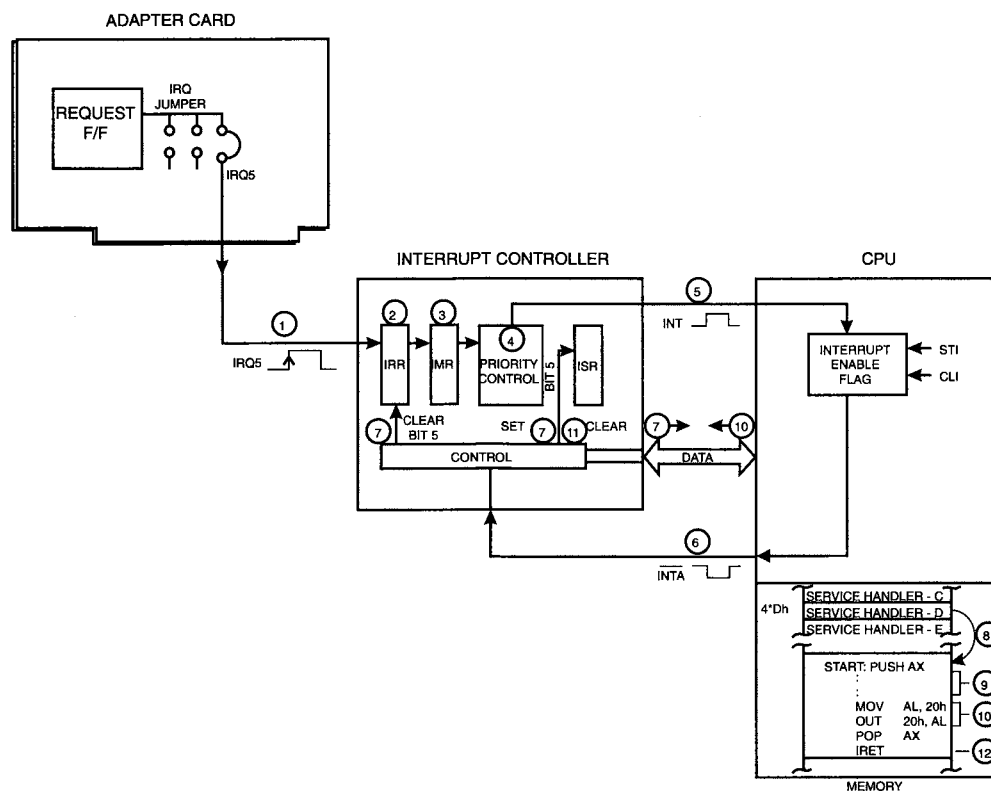 ADAPTER CARD
REQUEST
F/F
IRQ
JUMPER
IRQ5
INTERRUPT CONTROLLER
CPU
1
IRQ5
2
IRR
3
IMR
4
PRIORITY
CONTROL
BIT 5
ISR
5
INT
INTERRUPT
ENABLE
FLAG
STI
CLI
7
CLEAR
BIT 5
SET
7
11
CLEAR
CONTROL
7
10
DATA
6
INTA
4*Dh
SERVICE HANDLER - C
SERVICE HANDLER - D
SERVICE HANDLER - E
8
START: PUSH AX
9
MOV AL, 20h
OUT 20h, AL
10
POP AX
IRET
12
MEMORY